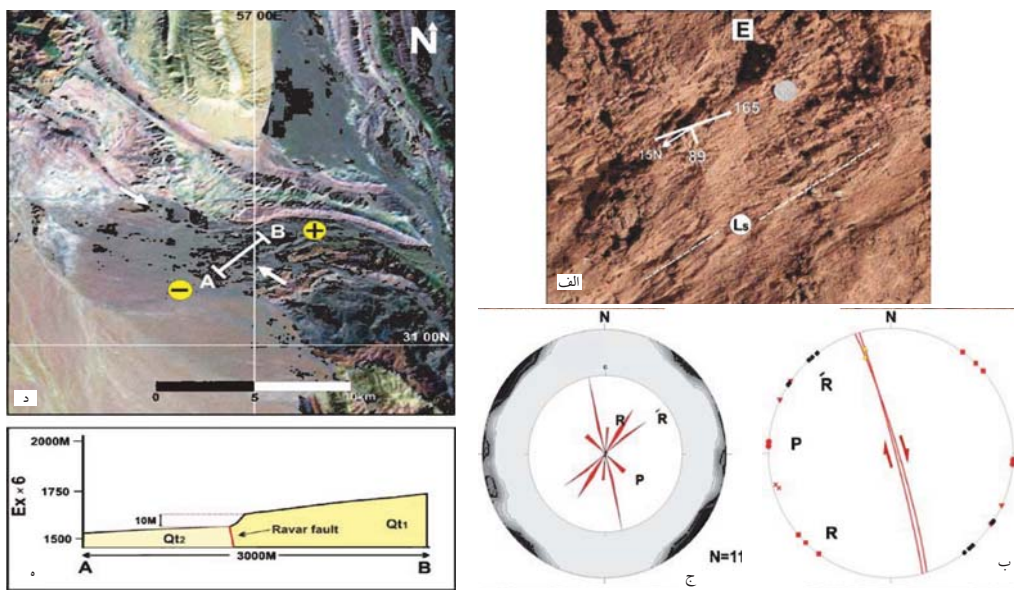 57 00E
N
B
+
A
−
31 00N
د
0 5 10km
E
165
15N
89
Ls
الف
2000M
1750
1500
Ex × 6
10M
Ravar fault
Qt2
Qt1
3000M
A B
ه
N
R
Ŕ
P
N=11
ج
N
Ŕ
P
R
ب